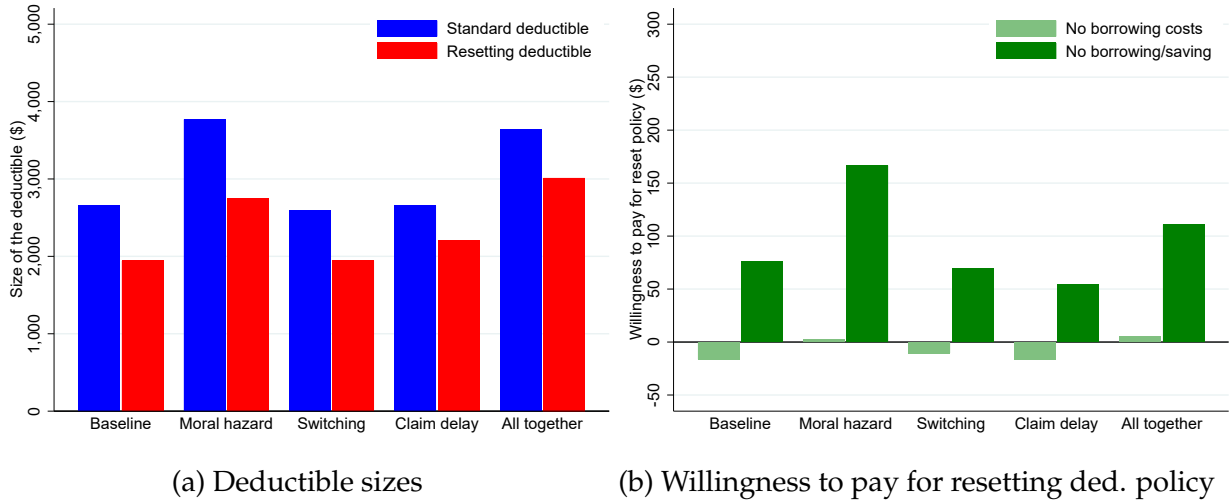 Size of the deductible ($)
5,000
4,000
3,000
2,000
1,000
0
Standard deductible
Resetting deductible
Baseline
Moral hazard
Switching
Claim delay
All together
(a) Deductible sizes
Willingness to pay for reset policy ($)
300
250
200
150
100
50
0
-50
No borrowing costs
No borrowing/saving
Baseline
Moral hazard
Switching
Claim delay
All together
(b) Willingness to pay for resetting ded. policy